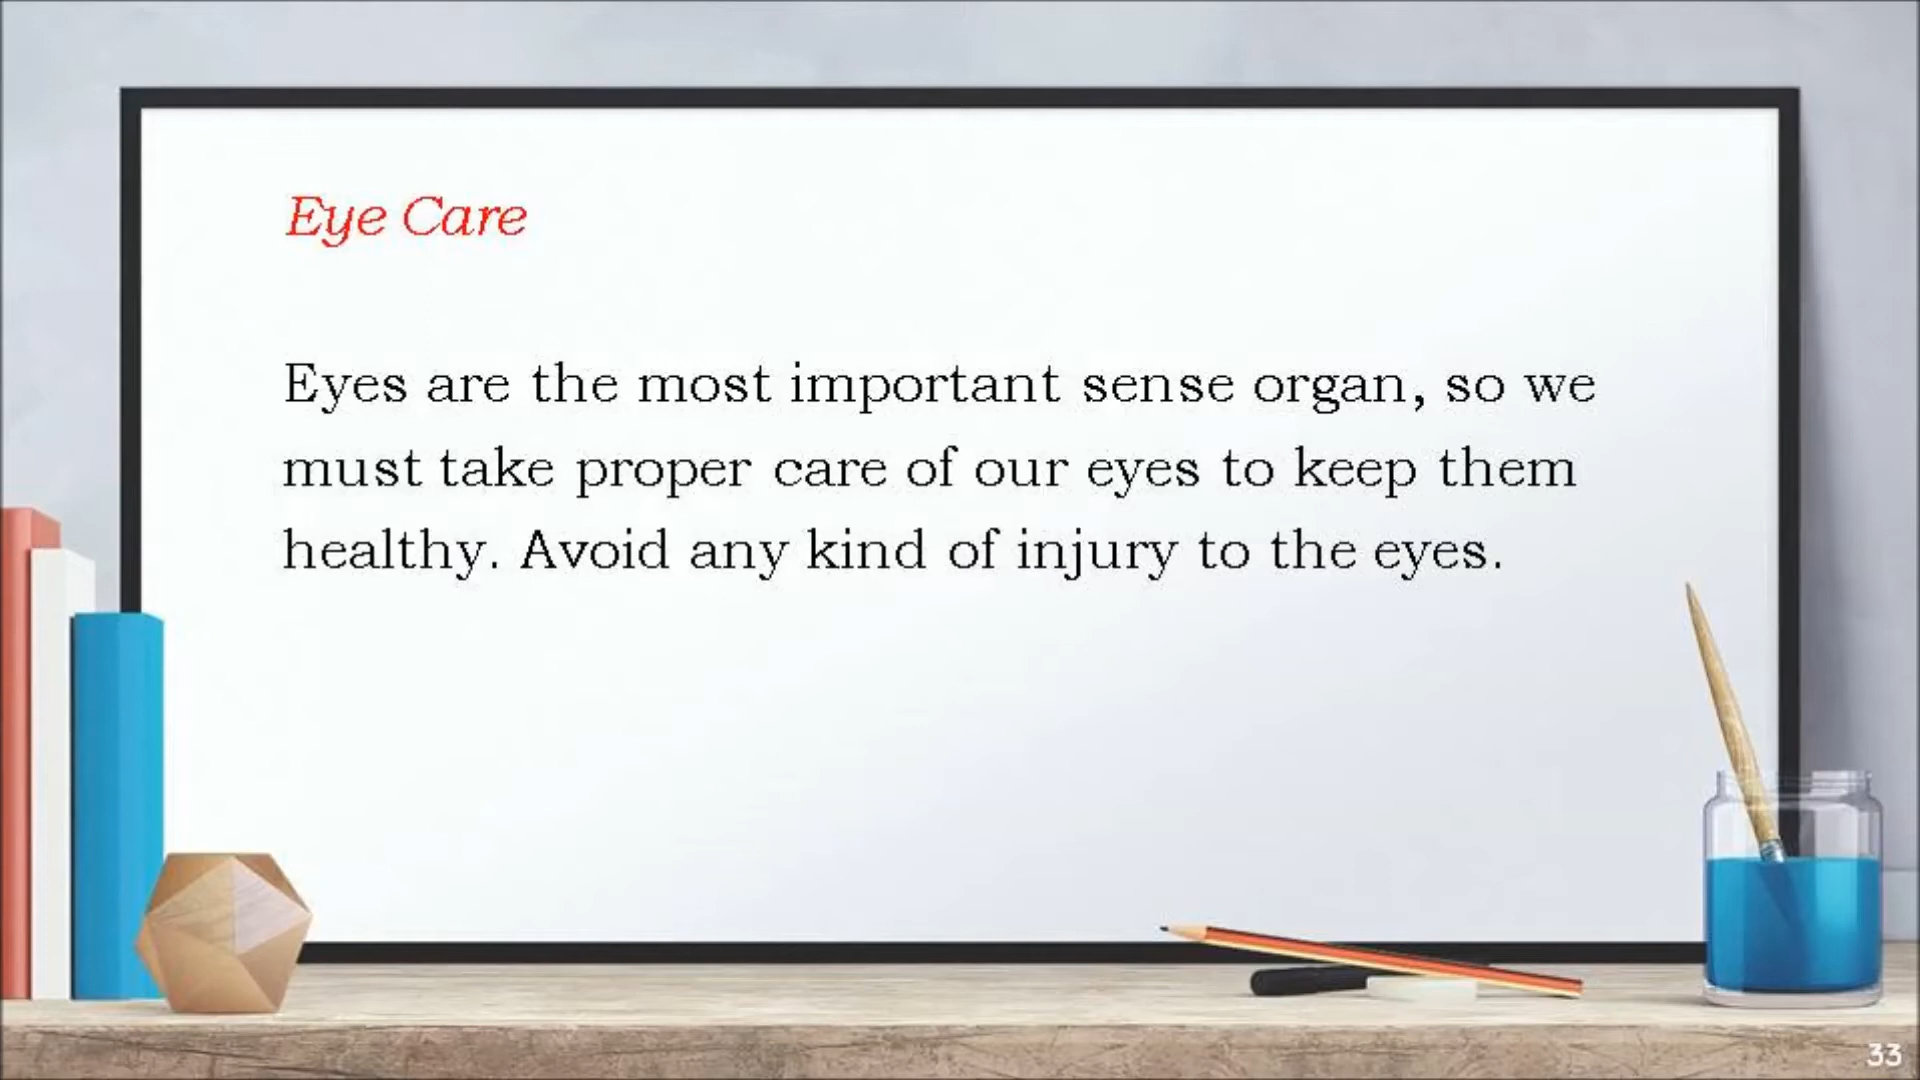 Eye Care
Eyes are the most important sense organ, so we
must take proper care of our eyes to keep them
healthy. Avoid any kind of injury to the eyes.
33